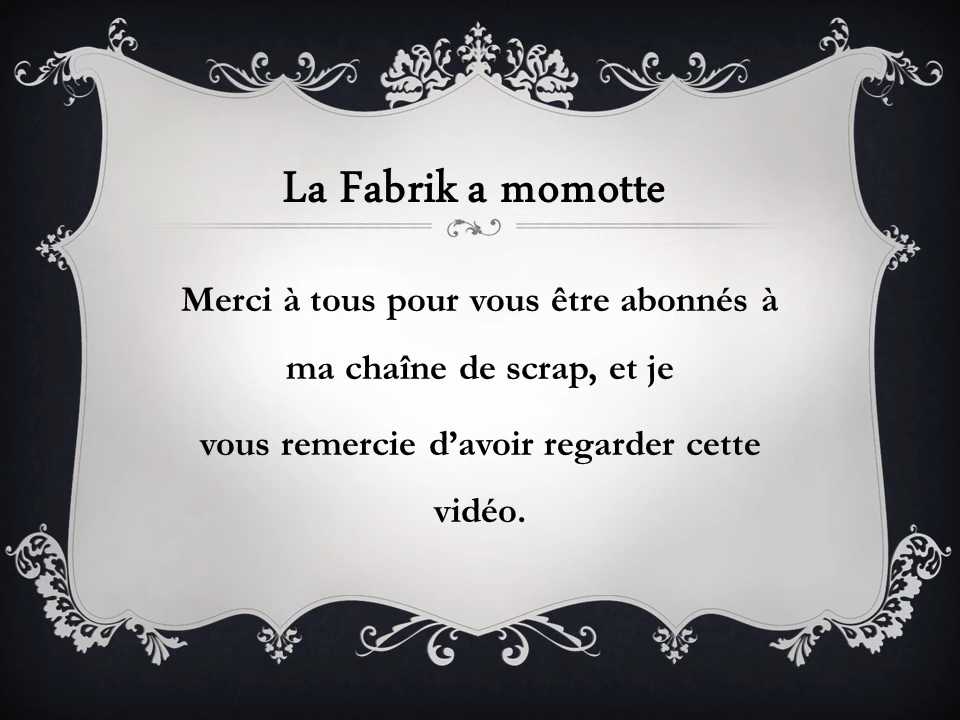 La Fabrik a momotte
Merci à tous pour vous être abonnés à
ma chaîne de scrap, et je
vous remercie d’avoir regarder cette
vidéo.